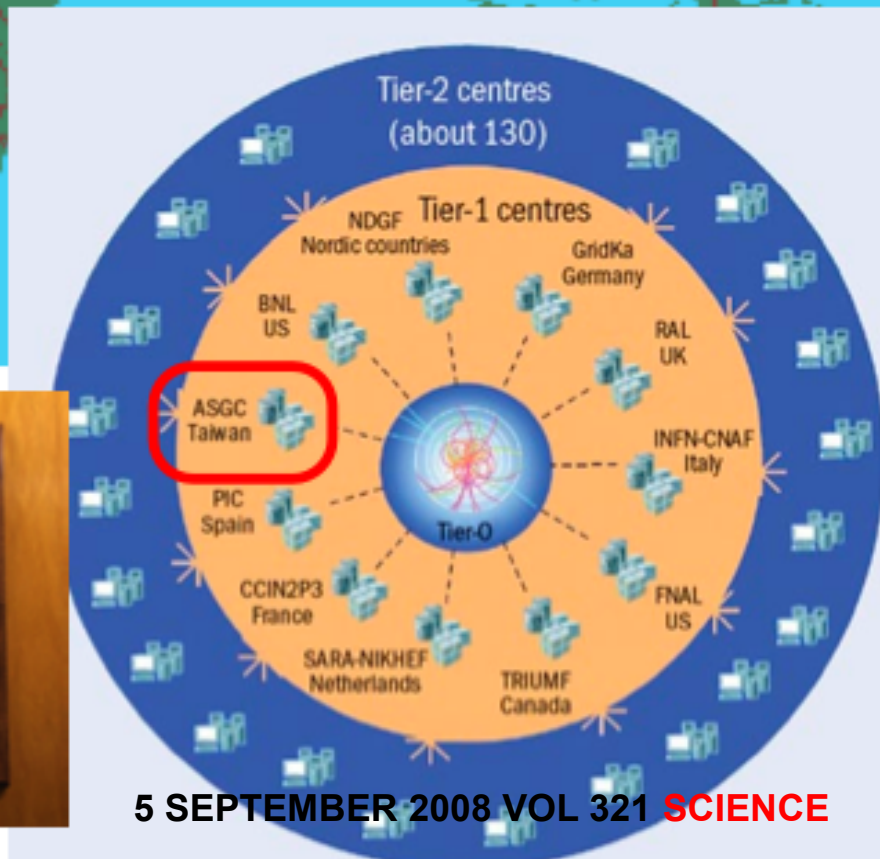 Tier-2 centres
(about 130)
Tier-1 centres
NDGF
Nordic countries
GridKa
Germany
BNL
US
RAL
UK
ASGC
Taiwan
INFN-CNAF
Italy
PIC
Spain
Tier-0
CCIN2P3
France
FNAL
US
SARA-NIKHEF
Netherlands
TRIUMF
Canada
5 SEPTEMBER 2008 VOL 321 SCIENCE